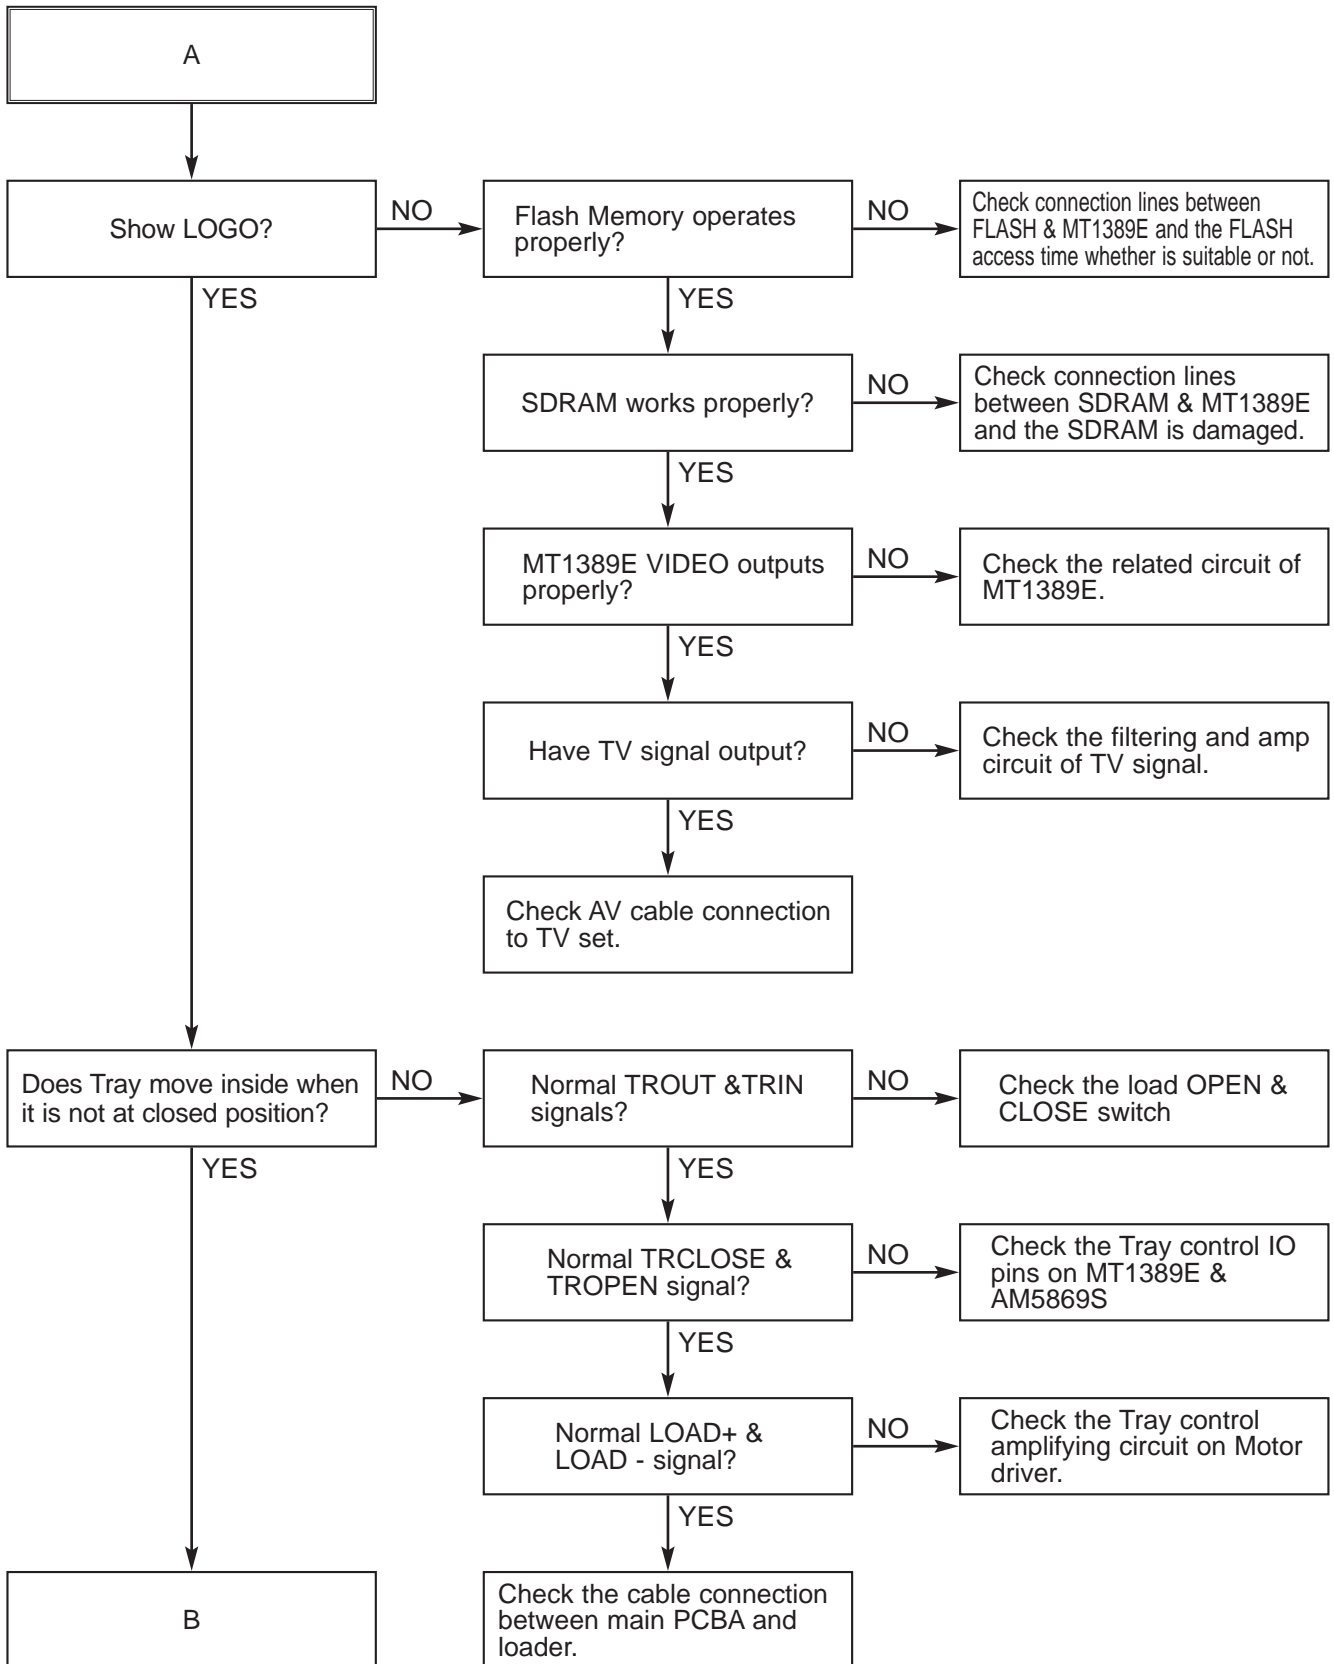 A
Show LOGO?
NO
Flash Memory operates
properly?
NO
Check connection lines between
FLASH & MT1389E and the FLASH
access time whether is suitable or not.
YES
YES
SDRAM works properly?
NO
Check connection lines
between SDRAM & MT1389E
and the SDRAM is damaged.
YES
MT1389E VIDEO outputs
properly?
NO
Check the related circuit of
MT1389E.
YES
Have TV signal output?
NO
Check the filtering and amp
circuit of TV signal.
YES
Check AV cable connection
to TV set.
Does Tray move inside when
it is not at closed position?
NO
Normal TROUT &TRIN
signals?
NO
Check the load OPEN &
CLOSE switch
YES
YES
Normal TRCLOSE &
TROPEN signal?
NO
Check the Tray control IO
pins on MT1389E &
AM5869S
YES
Normal LOAD+ &
LOAD - signal?
NO
Check the Tray control
amplifying circuit on Motor
driver.
YES
B
Check the cable connection
between main PCBA and
loader.